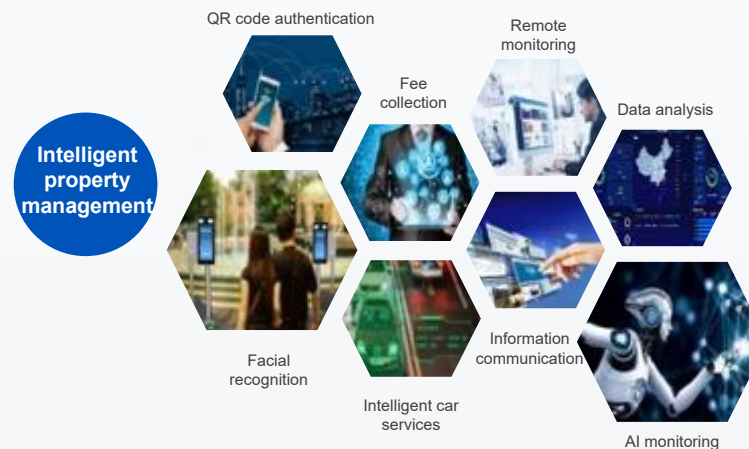 QR code authentication
Remote
monitoring
Fee
collection
Data analysis
Intelligent
property
management
Facial
recognition
Information
communication
Intelligent car
services
AI monitoring